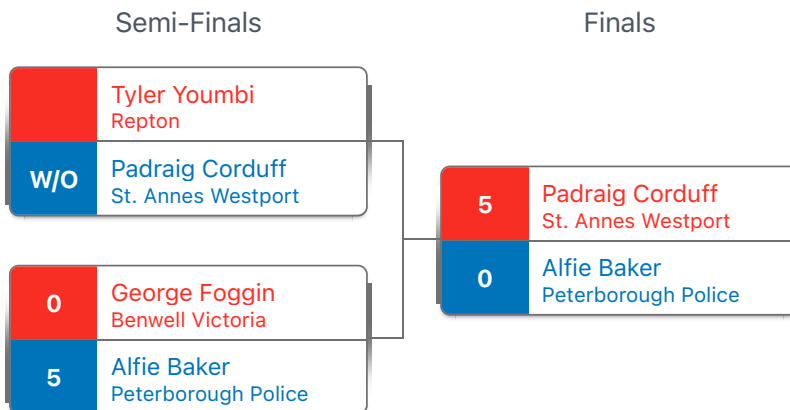 Semi-Finals
Finals
Tyler Youmbi
Repton
W/O
Padraig Corduff
St. Annes Westport
0
George Foggin
Benwell Victoria
5
Alfie Baker
Peterborough Police
5
Padraig Corduff
St. Annes Westport
0
Alfie Baker
Peterborough Police